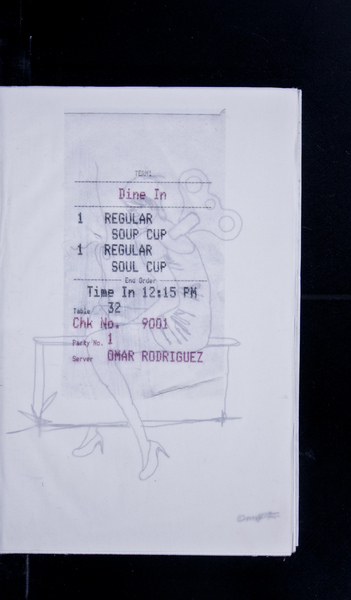 TERM1
Dine In
1 REGULAR
SOUP CUP
1 REGULAR
SOUL CUP
End Order
Time In 12:15 PM
Table 32
Chk No. 9001
Party No. 1
Server OMAR RODRIGUEZ